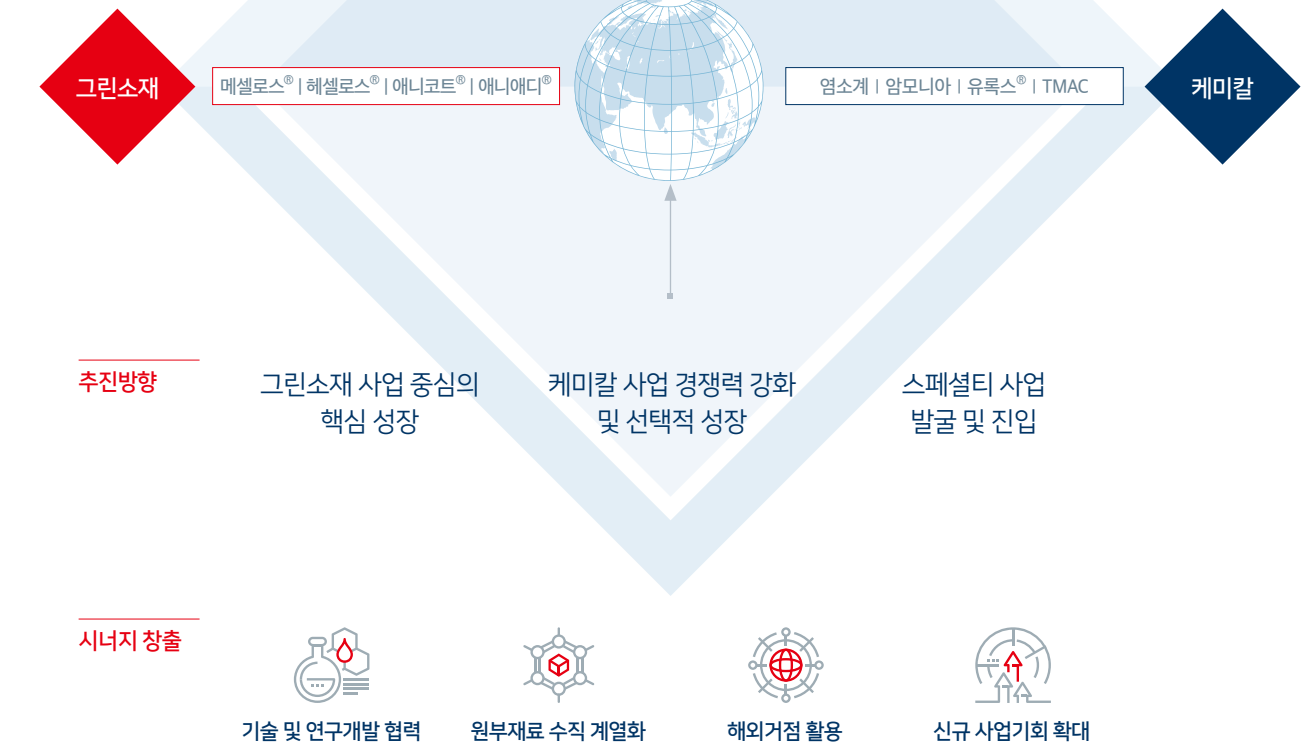 그린소재
메셀로스® | 헤셀로스® | 애니코트® | 애니애디®
염소계 | 암모니아 | 유록스® | TMAC
케미칼
추진방향
그린소재 사업 중심의
핵심 성장
케미칼 사업 경쟁력 강화
및 선택적 성장
스페셜티 사업
발굴 및 진입
시너지 창출
기술 및 연구개발 협력
원부재료 수직 계열화
해외거점 활용
신규 사업기회 확대